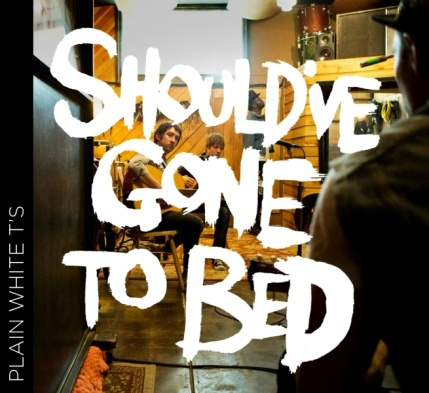 SHOULD'VE
GONE
TO BED
PLAIN WHITE T'S